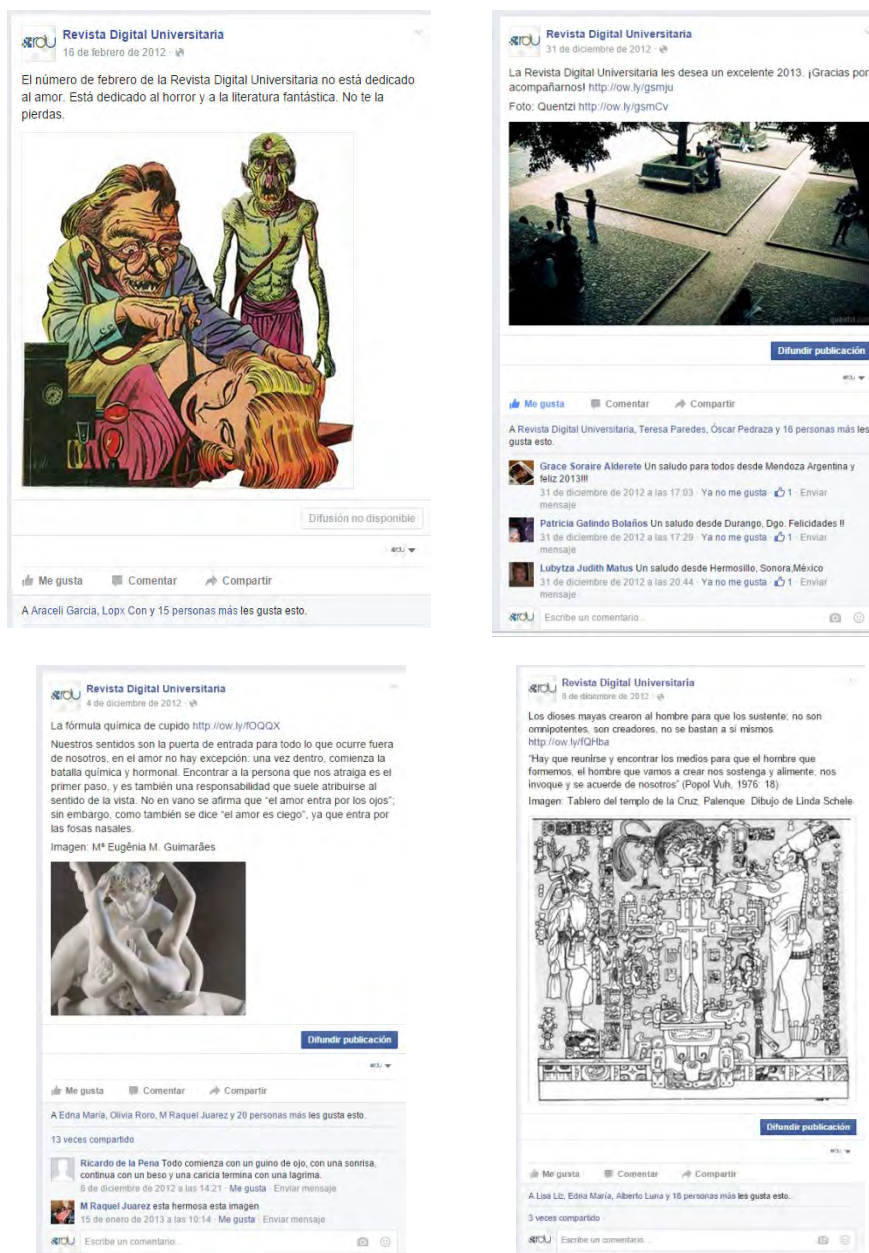 Revista Digital Universitaria
16 de febrero de 2012
El número de febrero de la Revista Digital Universitaria no está dedicado
al amor. Está dedicado al horror y a la literatura fantástica. No te la
pierdas.
Difusión no disponible
Me gusta Comentar Compartir
A Araceli Garcia, Lopx Con y 15 personas más les gusta esto.
Revista Digital Universitaria
31 de diciembre de 2012
La Revista Digital Universitaria les desea un excelente 2013. ¡Gracias por
acompañarnos! http://ow.ly/gsmju
Foto: Quentzi http://ow.ly/gsmCv
Difundir publicación
Me gusta Comentar Compartir
A Revista Digital Universitaria, Teresa Paredes, Óscar Pedraza y 16 personas más les
gusta esto.
Grace Soraire Alderete Un saludo para todos desde Mendoza Argentina y
feliz 2013!!!
31 de diciembre de 2012 a las 17:03 · Ya no me gusta · 1 · Enviar
mensaje
Patricia Galindo Bolaños Un saludo desde Durango, Dgo. Felicidades !!
31 de diciembre de 2012 a las 17:29 · Ya no me gusta · 1 · Enviar
mensaje
Lubytza Judith Matus Un saludo desde Hermosillo, Sonora,México
31 de diciembre de 2012 a las 20:44 · Ya no me gusta · 1 · Enviar
mensaje
Escribe un comentario...
Revista Digital Universitaria
4 de diciembre de 2012
La fórmula química de cupido http://ow.ly/fOQQX
Nuestros sentidos son la puerta de entrada para todo lo que ocurre fuera
de nosotros, en el amor no hay excepción: una vez dentro, comienza la
batalla química y hormonal. Encontrar a la persona que nos atraiga es el
primer paso, y es también una responsabilidad que suele atribuirse al
sentido de la vista. No en vano se afirma que "el amor entra por los ojos";
sin embargo, como también se dice "el amor es ciego", ya que entra por
las fosas nasales.
Imagen: Mª Eugênia M. Guimarães
Difundir publicación
Me gusta Comentar Compartir
A Edna María, Olivia Roro, M Raquel Juarez y 20 personas más les gusta esto.
13 veces compartido
Ricardo de la Pena Todo comienza con un guino de ojo, con una sonrisa,
continua con un beso y una caricia termina con una lagrima.
6 de diciembre de 2012 a las 14:21 · Me gusta · Enviar mensaje
M Raquel Juarez esta hermosa esta imagen
15 de enero de 2013 a las 10:14 · Me gusta · Enviar mensaje
Escribe un comentario...
Revista Digital Universitaria
6 de diciembre de 2012
Los dioses mayas crearon al hombre para que los sustente; no son
omnipotentes, son creadores, no se bastan a sí mismos
http://ow.ly/fQHba
"Hay que reunirse y encontrar los medios para que el hombre que
formemos, el hombre que vamos a crear nos sostenga y alimente, nos
invoque y se acuerde de nosotros" (Popol Vuh, 1976: 18)
Imagen: Tablero del templo de la Cruz, Palenque. Dibujo de Linda Schele
Difundir publicación
Me gusta Comentar Compartir
A Lisa Liz, Edna María, Alberto Luna y 16 personas más les gusta esto.
3 veces compartido
Escribe un comentario...